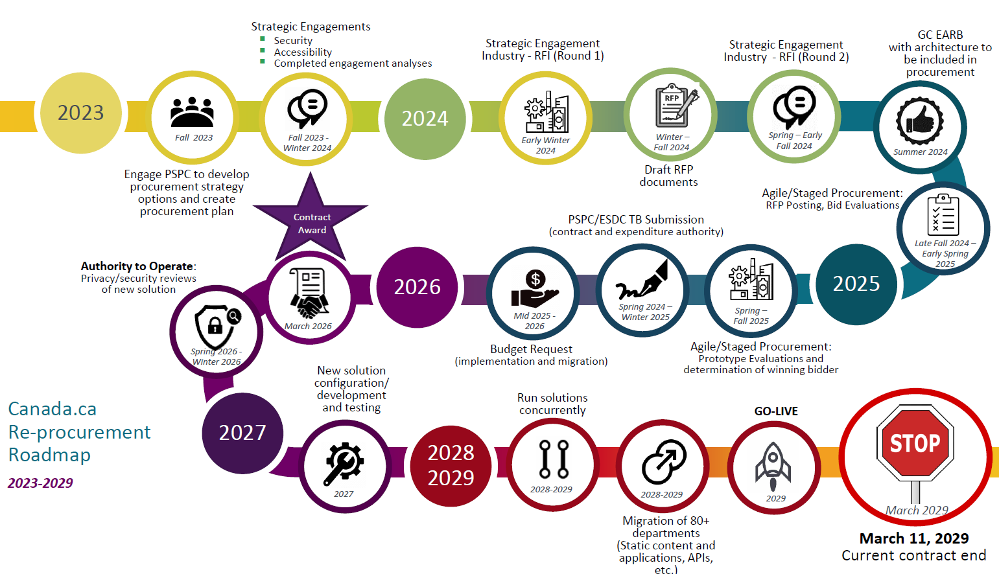 Strategic Engagements
Security
Accessibility
Completed engagement analyses
2023
Fall 2023
Engage PSPC to develop
procurement strategy
options and create
procurement plan
Fall 2023 -
Winter 2024
2024
Strategic Engagement
Industry - RFI (Round 1)
Early Winter
2024
RFP
Winter –
Fall 2024
Draft RFP
documents
Strategic Engagement
Industry - RFI (Round 2)
Spring – Early
Fall 2024
GC EARB
with architecture to
be included in
procurement
Summer 2024
Agile/Staged Procurement:
RFP Posting, Bid Evaluations
Late Fall 2024 –
Early Spring
2025
2025
Spring –
Fall 2025
Agile/Staged Procurement:
Prototype Evaluations and
determination of winning bidder
PSPC/ESDC TB Submission
(contract and expenditure authority)
Spring 2024 –
Winter 2025
$
Mid 2025 -
2026
Budget Request
(implementation and migration)
2026
Contract
Award
March 2026
Authority to Operate:
Privacy/security reviews
of new solution
Spring 2026 -
Winter 2026
2027
New solution
configuration/
development
and testing
2027
2028
2029
Run solutions
concurrently
2028-2029
2028-2029
Migration of 80+
departments
(Static content and
applications, APIs,
etc.)
GO-LIVE
2029
STOP
March 2029
March 11, 2029
Current contract end
Canada.ca
Re-procurement
Roadmap
2023-2029